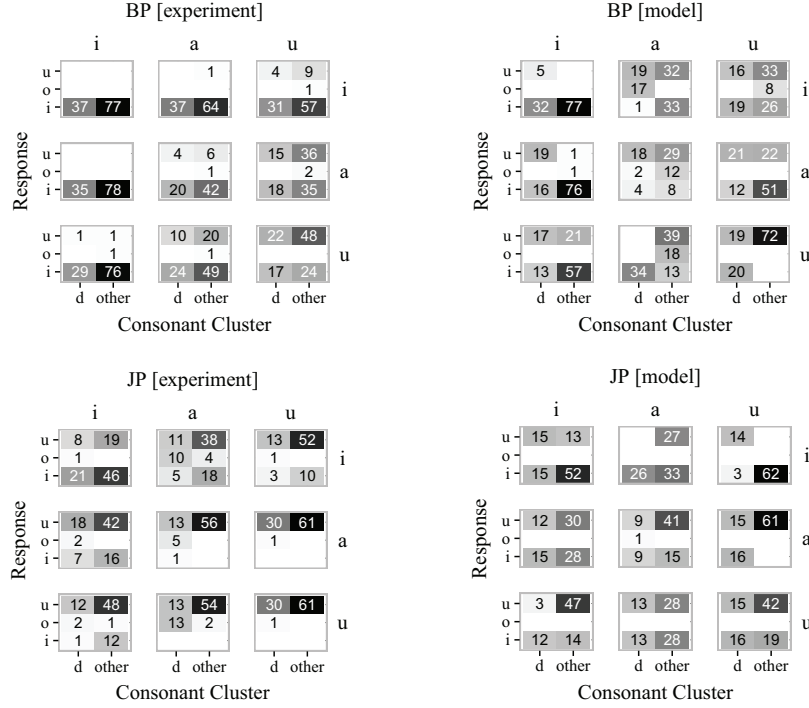 BP [experiment]
i a u
u 1 4 9
o 1
i 37 77 37 64 31 57
i
u 4 6 15 36
o 1 2
i 35 78 20 42 18 35
a
u 1 1 10 20 22 48
o 1 1
i 29 76 24 49 17 24
u
d other d other d other
Response
Consonant Cluster
BP [model]
i a u
u 5 19 32 16 33
o 17 8
i 32 77 1 33 19 26
i
u 19 1 18 29 21 22
o 1 2 12
i 16 76 4 8 12 51
a
u 17 21 39 19 72
o 18
i 13 57 34 13 20
u
d other d other d other
Response
Consonant Cluster
JP [experiment]
i a u
u 8 19 11 38 13 52
o 1 10 4 1
i 21 46 5 18 3 10
i
u 18 42 13 56 30 61
o 2 5 1
i 7 16 1
a
u 12 48 13 54 30 61
o 2 1 13 2 1
i 1 12
u
d other d other d other
Response
Consonant Cluster
JP [model]
i a u
u 15 13 27 14
o
i 15 52 26 33 3 62
i
u 12 30 9 41 15 61
o 1
i 15 28 9 15 16
a
u 3 47 13 28 15 42
o
i 12 14 13 28 16 19
u
d other d other d other
Response
Consonant Cluster